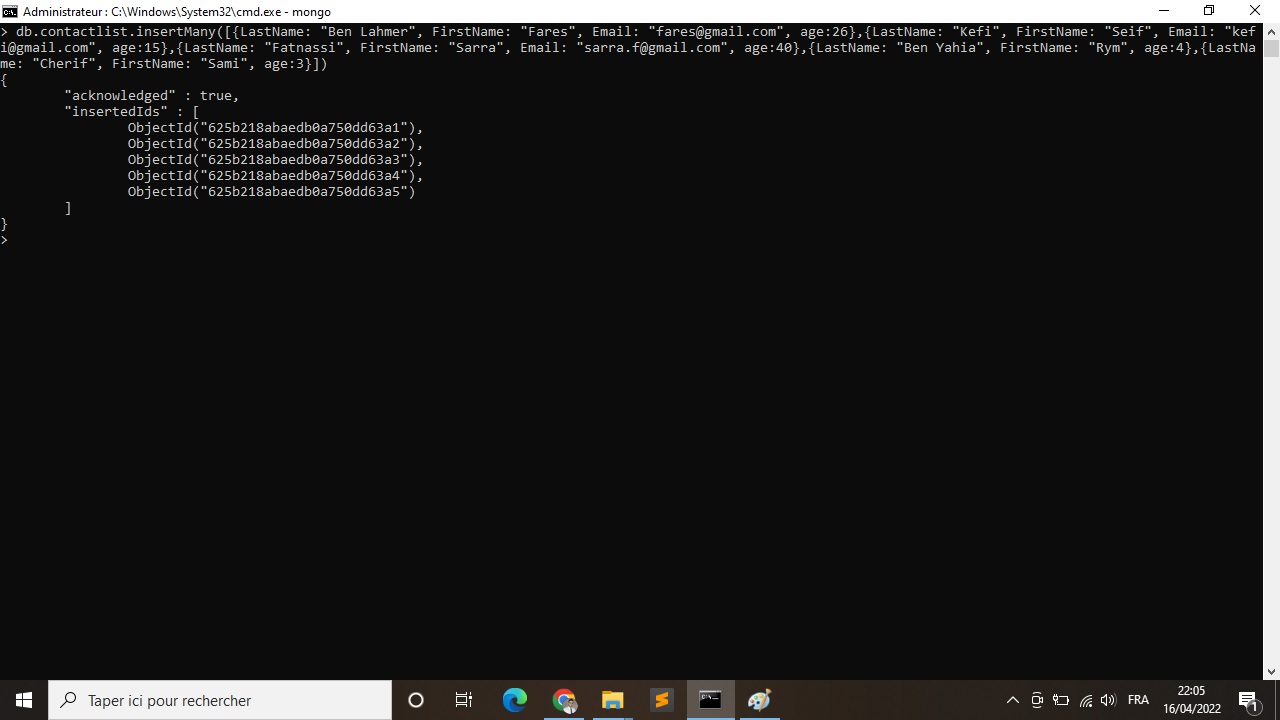 Administrateur : C:\Windows\System32\cmd.exe - mongo
> db.contactlist.insertMany([{LastName: "Ben Lahmer", FirstName: "Fares", Email: "fares@gmail.com", age:26},{LastName: "Kefi", FirstName: "Seif", Email: "kef
i@gmail.com", age:15},{LastName: "Fatnassi", FirstName: "Sarra", Email: "sarra.f@gmail.com", age:40},{LastName: "Ben Yahia", FirstName: "Rym", age:4},{LastNa
me: "Cherif", FirstName: "Sami", age:3}])
{
        "acknowledged" : true,
        "insertedIds" : [
                ObjectId("625b218abaedb0a750dd63a1"),
                ObjectId("625b218abaedb0a750dd63a2"),
                ObjectId("625b218abaedb0a750dd63a3"),
                ObjectId("625b218abaedb0a750dd63a4"),
                ObjectId("625b218abaedb0a750dd63a5")
        ]
}
>
Taper ici pour rechercher
FRA
22:05
16/04/2022
1